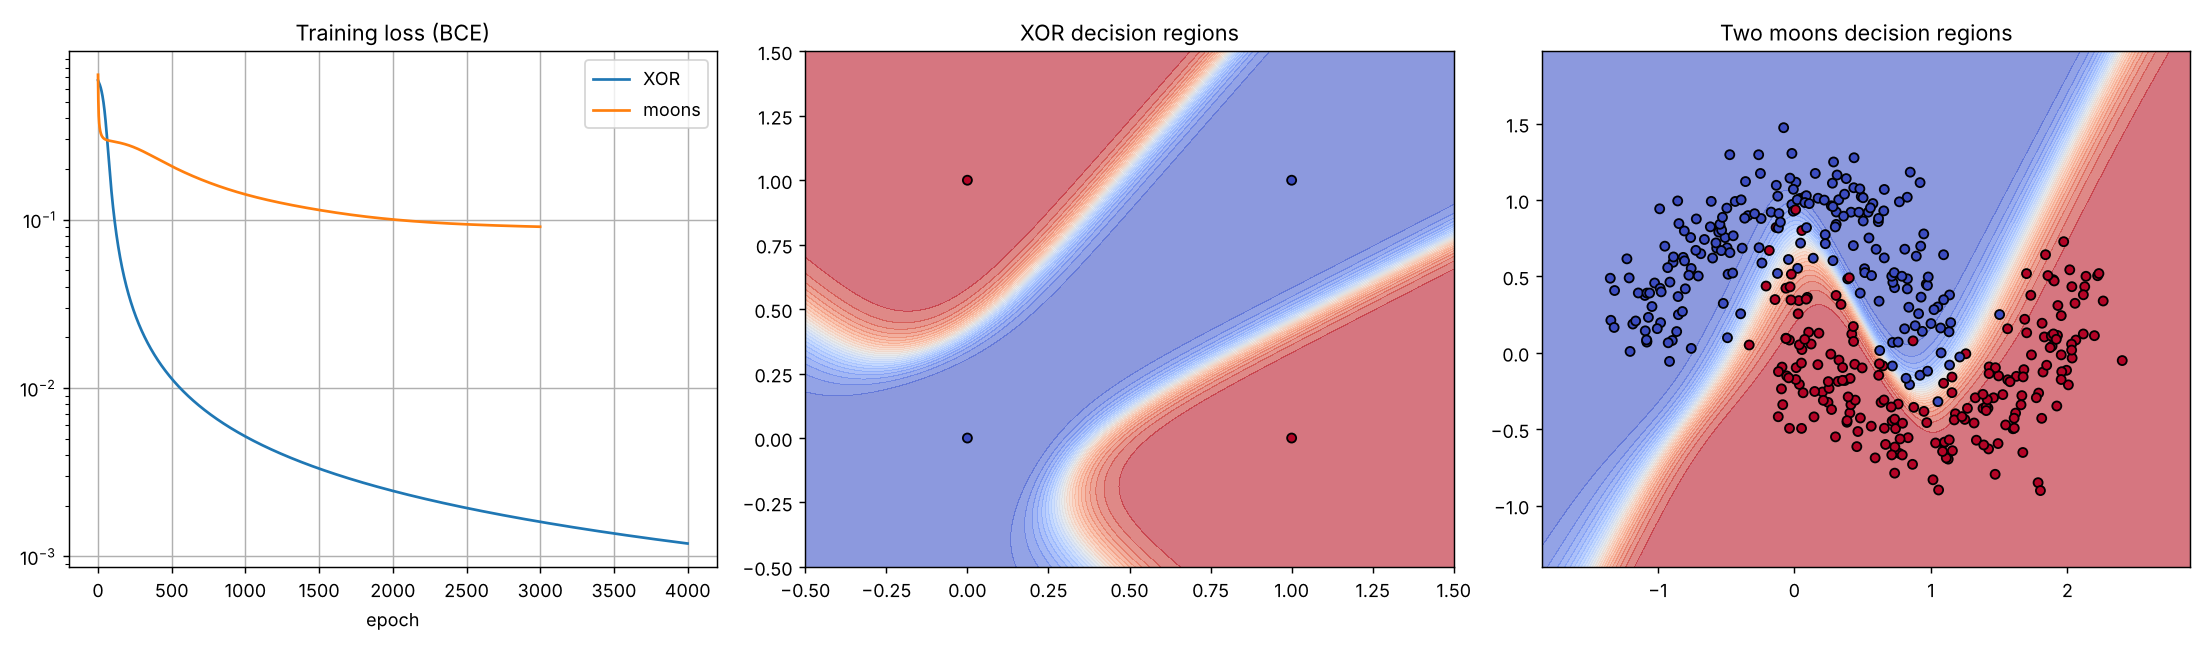 Training loss (BCE)
XOR
moons
10⁻¹
10⁻²
10⁻³
0 500 1000 1500 2000 2500 3000 3500 4000
epoch
XOR decision regions
1.50
1.25
1.00
0.75
0.50
0.25
0.00
−0.25
−0.50
−0.50 −0.25 0.00 0.25 0.50 0.75 1.00 1.25 1.50
Two moons decision regions
1.5
1.0
0.5
0.0
−0.5
−1.0
−1 0 1 2